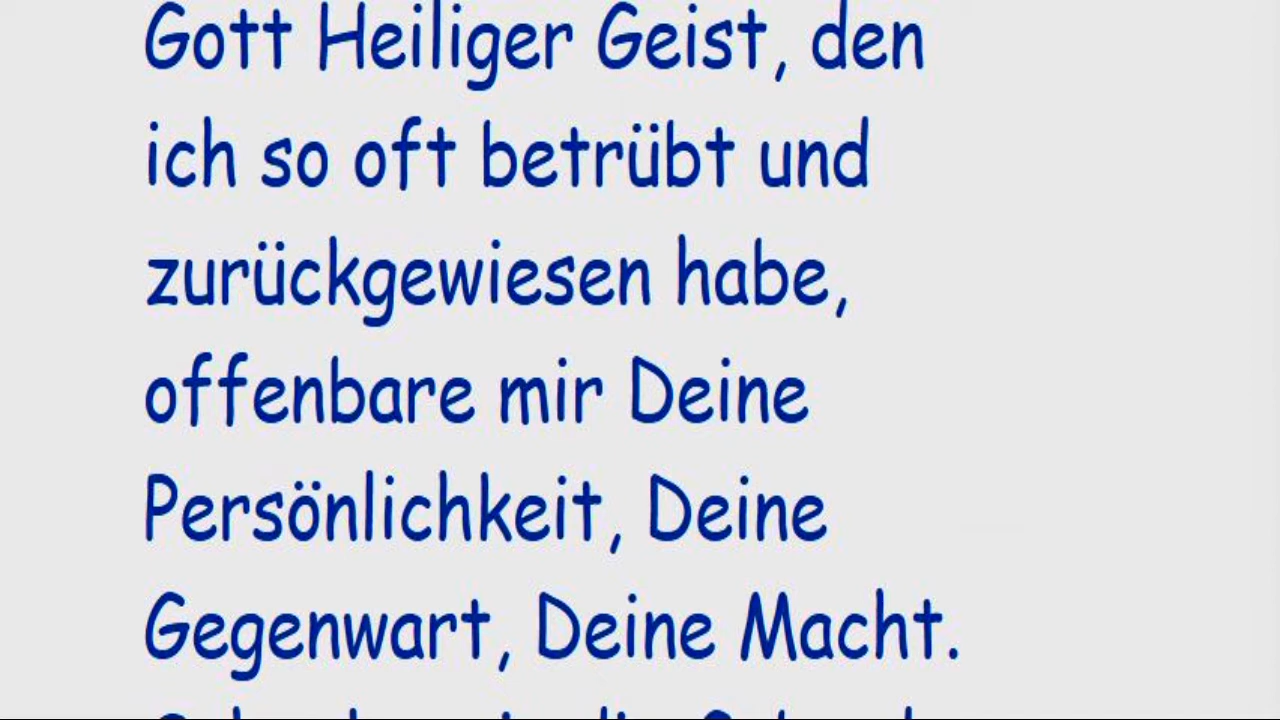 Gott Heiliger Geist, den
ich so oft betrübt und
zurückgewiesen habe,
offenbare mir Deine
Persönlichkeit, Deine
Gegenwart, Deine Macht.